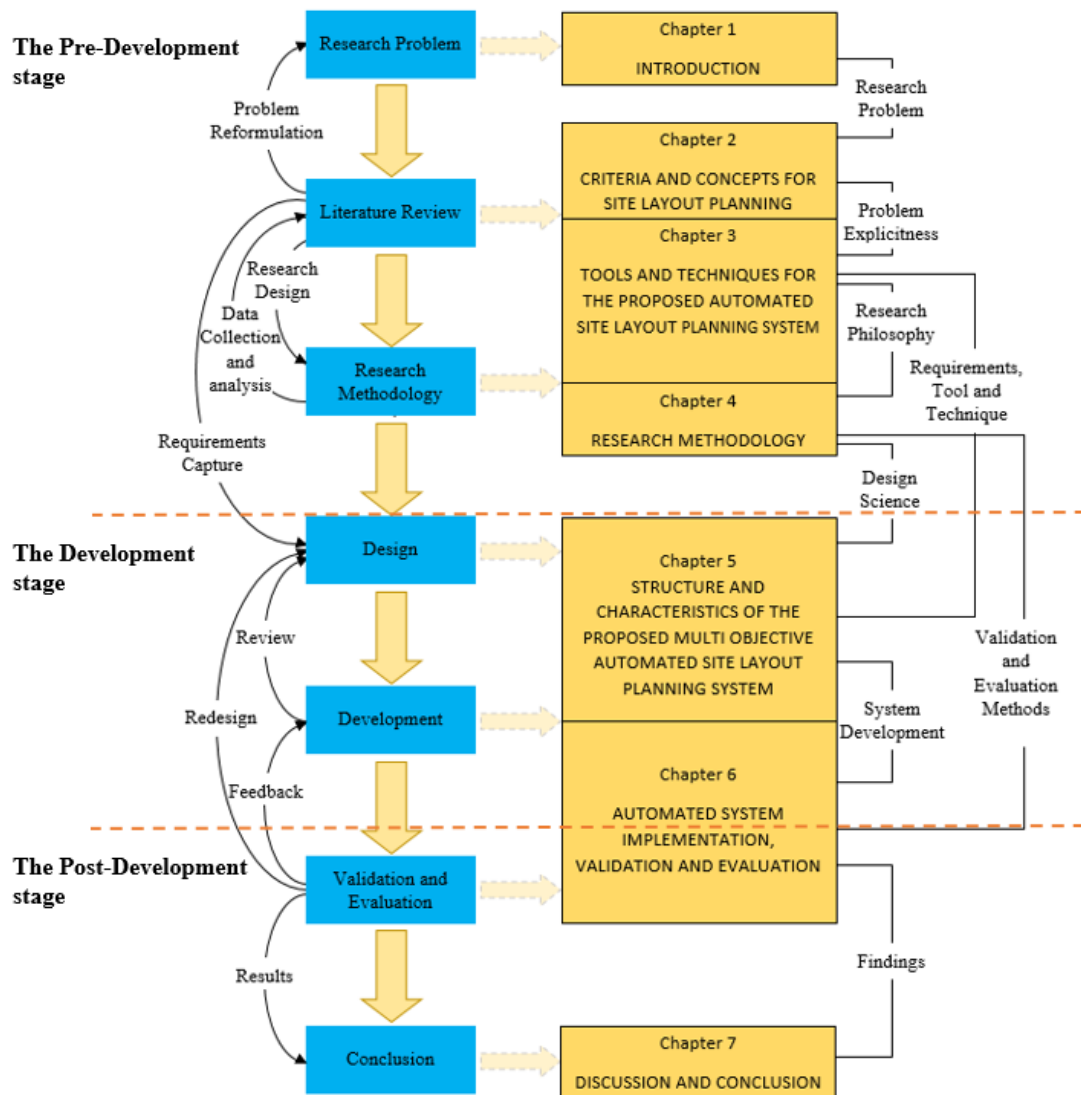 The Pre-Development
stage
Research Problem
Chapter 1
INTRODUCTION
Research
Problem
Problem
Reformulation
Chapter 2
CRITERIA AND CONCEPTS FOR
SITE LAYOUT PLANNING
Literature Review
Problem
Explicitness
Chapter 3
TOOLS AND TECHNIQUES FOR
THE PROPOSED AUTOMATED
SITE LAYOUT PLANNING SYSTEM
Research
Design
Data
Collection
and
analysis
Research
Philosophy
Requirements,
Tool and
Technique
Research
Methodology
Chapter 4
RESEARCH METHODOLOGY
Requirements
Capture
Design
Science
The Development
stage
Design
Chapter 5
STRUCTURE AND
CHARACTERISTICS OF THE
PROPOSED MULTI OBJECTIVE
AUTOMATED SITE LAYOUT
PLANNING SYSTEM
Review
Validation
and
Evaluation
Methods
Redesign
Development
System
Development
Feedback
Chapter 6
AUTOMATED SYSTEM
IMPLEMENTATION,
VALIDATION AND EVALUATION
The Post-Development
stage
Validation and
Evaluation
Results
Findings
Conclusion
Chapter 7
DISCUSSION AND CONCLUSION